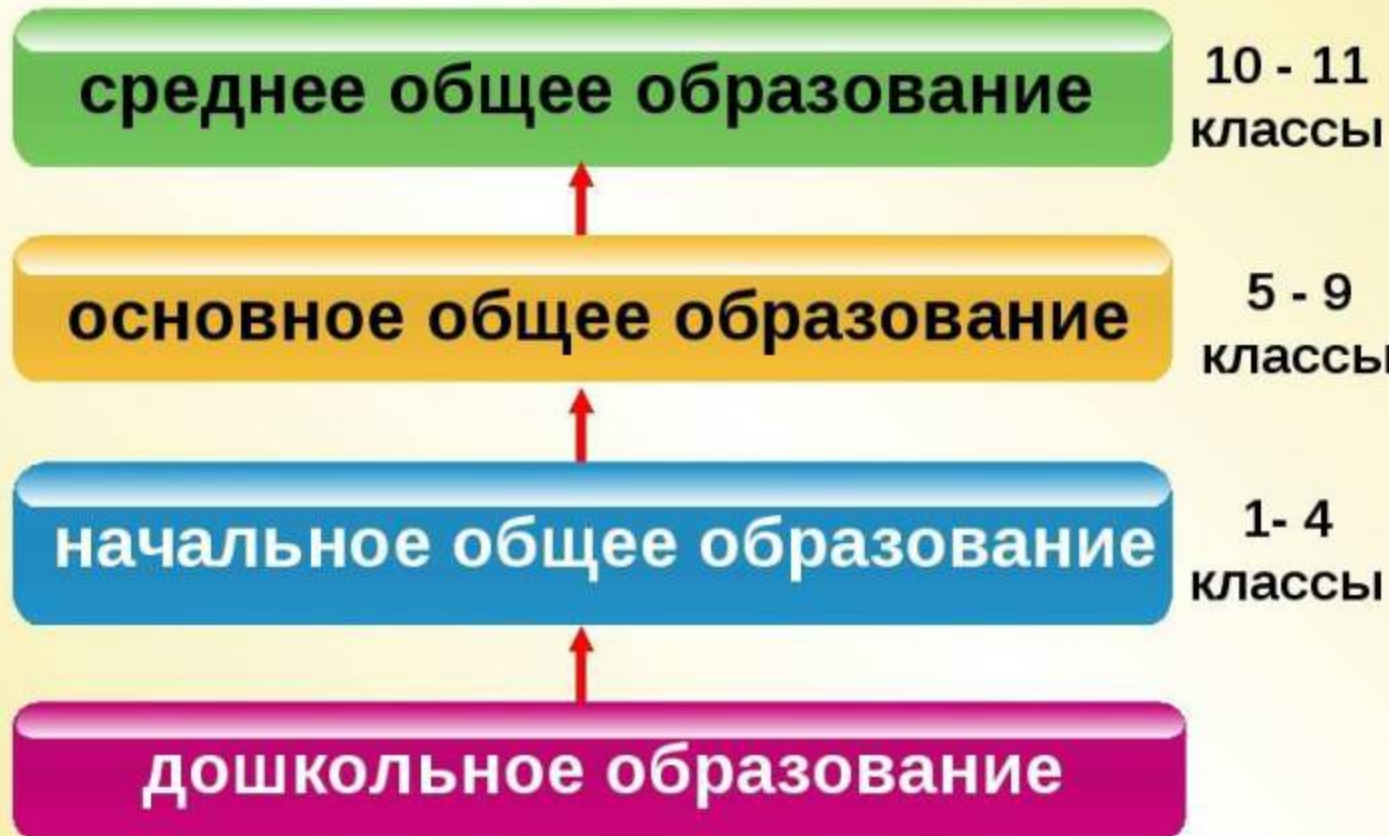 среднее общее образование
10 - 11
классы
основное общее образование
5 - 9
классы
начальное общее образование
1- 4
классы
дошкольное образование